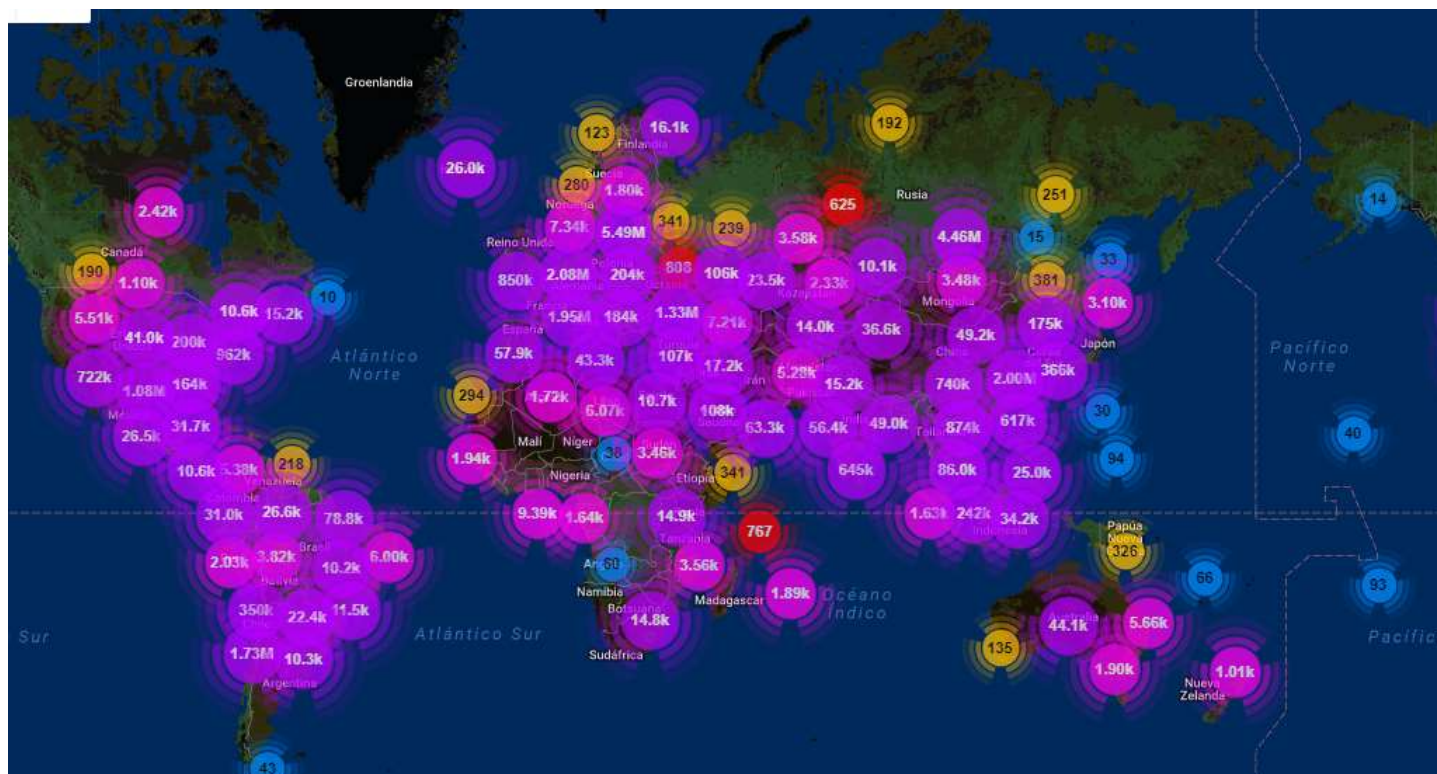 Groenlandia
123
16.1k
192
Finlandia
26.0k
Suecia
280
1.80k
251
Noruega
625
Rusia
14
2.42k
341
239
7.34k
5.49M
3.58k
4.46M
15
Reino Unido
Canadá
33
190
1.10k
850k
2.08M
Polonia
204k
808
106k
23.5k
2.33k
10.1k
3.48k
381
Ucrania
Kazajistán
Mongolia
10.6k
15.2k
10
3.10k
5.51k
Francia
1.95M
184k
1.33M
7.21k
14.0k
36.6k
49.2k
175k
41.0k
200k
España
Japón
962k
Atlántico
Norte
57.9k
43.3k
107k
17.2k
China
Pacífico
Norte
722k
1.08M
164k
5.28k
15.2k
740k
2.00M
366k
294
1.72k
6.07k
10.7k
108k
30
26.5k
31.7k
63.3k
56.4k
49.0k
874k
617k
40
Malí
Níger
Sudán
10.6k
5.38k
218
1.94k
38
3.46k
645k
86.0k
25.0k
94
Venezuela
Nigeria
Etiopía
341
Colombia
31.0k
26.6k
78.8k
9.39k
1.64k
14.9k
1.63k
242k
34.2k
767
Tanzania
Indonesia
Papúa
Nueva
326
2.03k
3.82k
Brasil
10.2k
6.00k
60
3.56k
66
93
Bolivia
Namibia
Madagascar
1.89k
Océano
Índico
350k
22.4k
11.5k
Botsuana
14.8k
44.1k
Australia
5.66k
Sur
Atlántico Sur
Pacífic
135
1.73M
10.3k
Sudáfrica
1.90k
1.01k
Argentina
Nueva
Zelanda
43